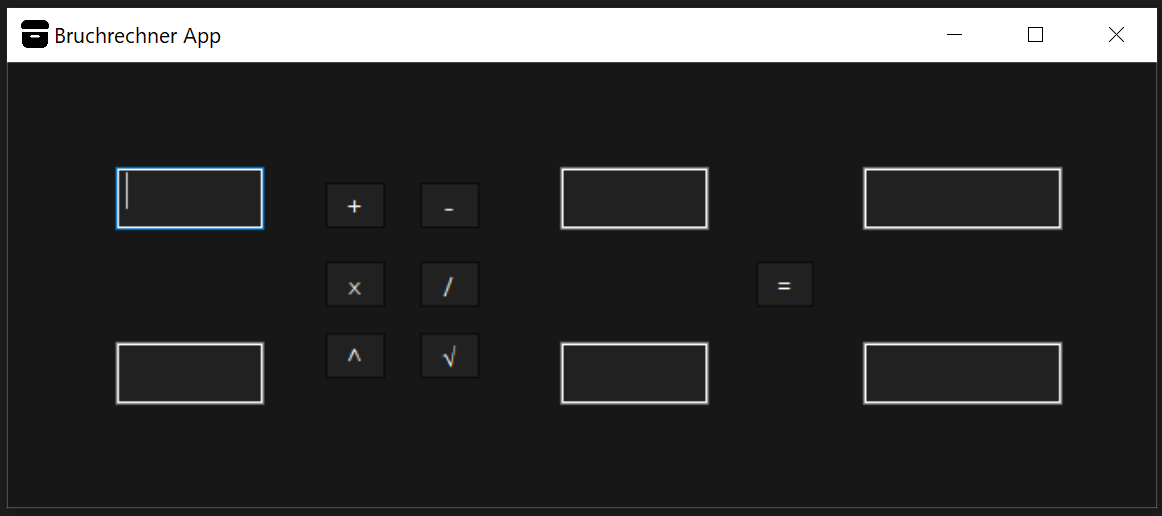 Bruchrechner App
+ -
x / =
^ √